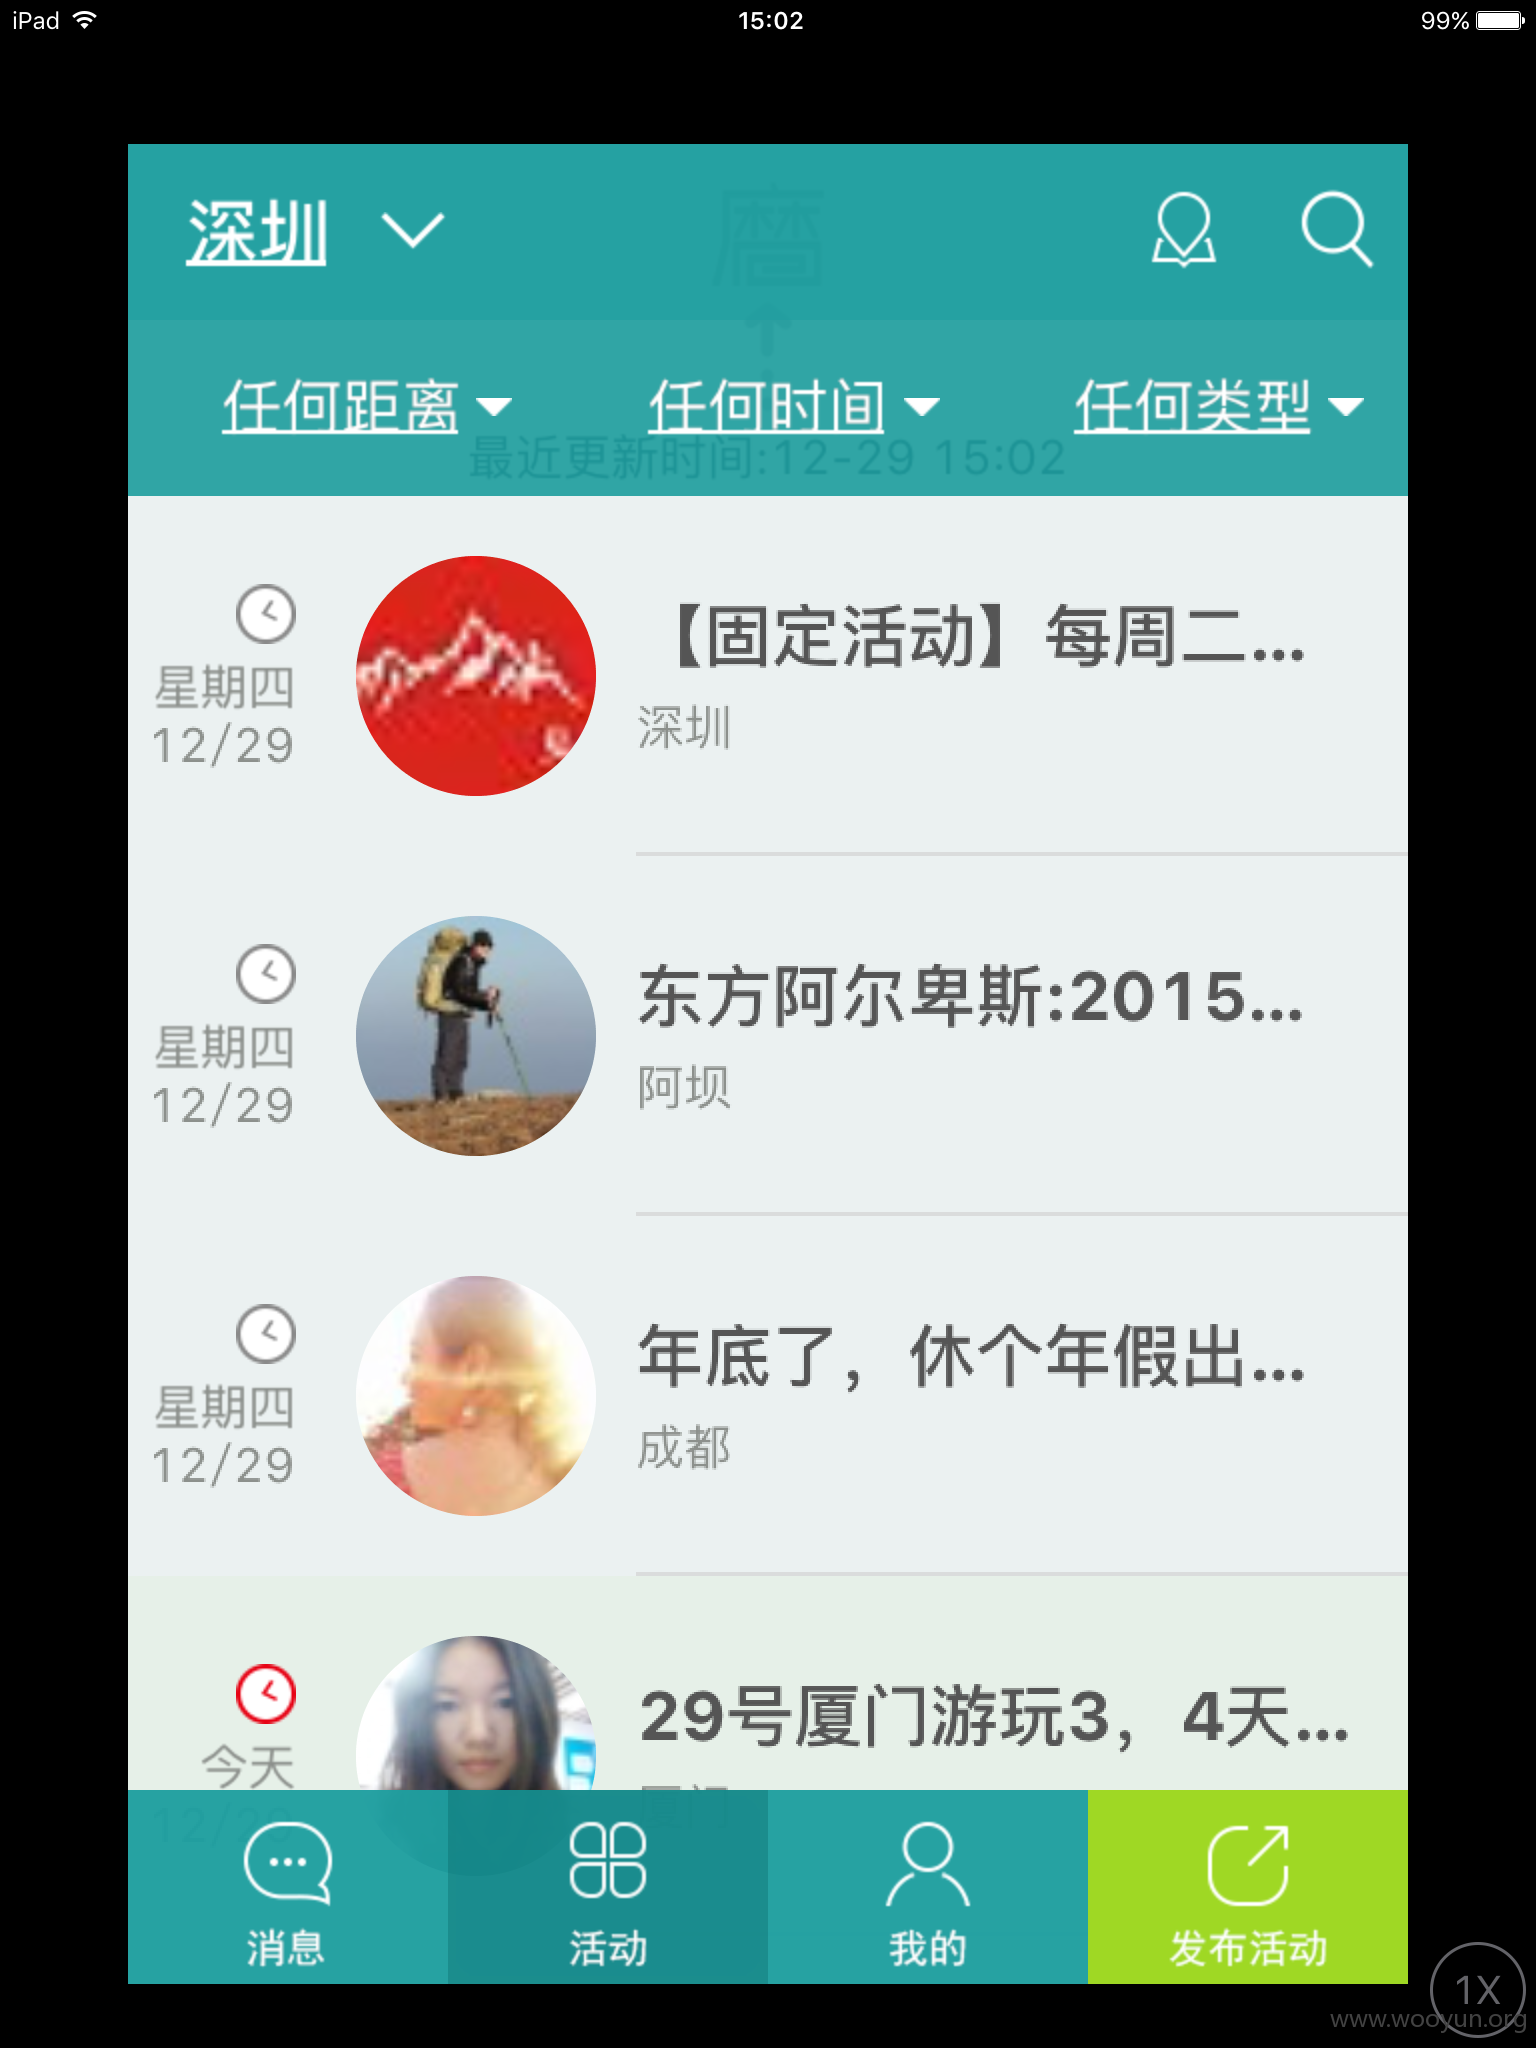 iPad 15:02 99%
深圳
磨
任何距离 任何时间 任何类型
最近更新时间:12-29 15:02
【固定活动】每周二...
星期四
深圳
12/29
东方阿尔卑斯:2015...
星期四
阿坝
12/29
年底了，休个年假出...
星期四
成都
12/29
29号厦门游玩3，4天...
今天
厦门
12/29
消息 活动 我的 发布活动
1X
www.wooyun.org